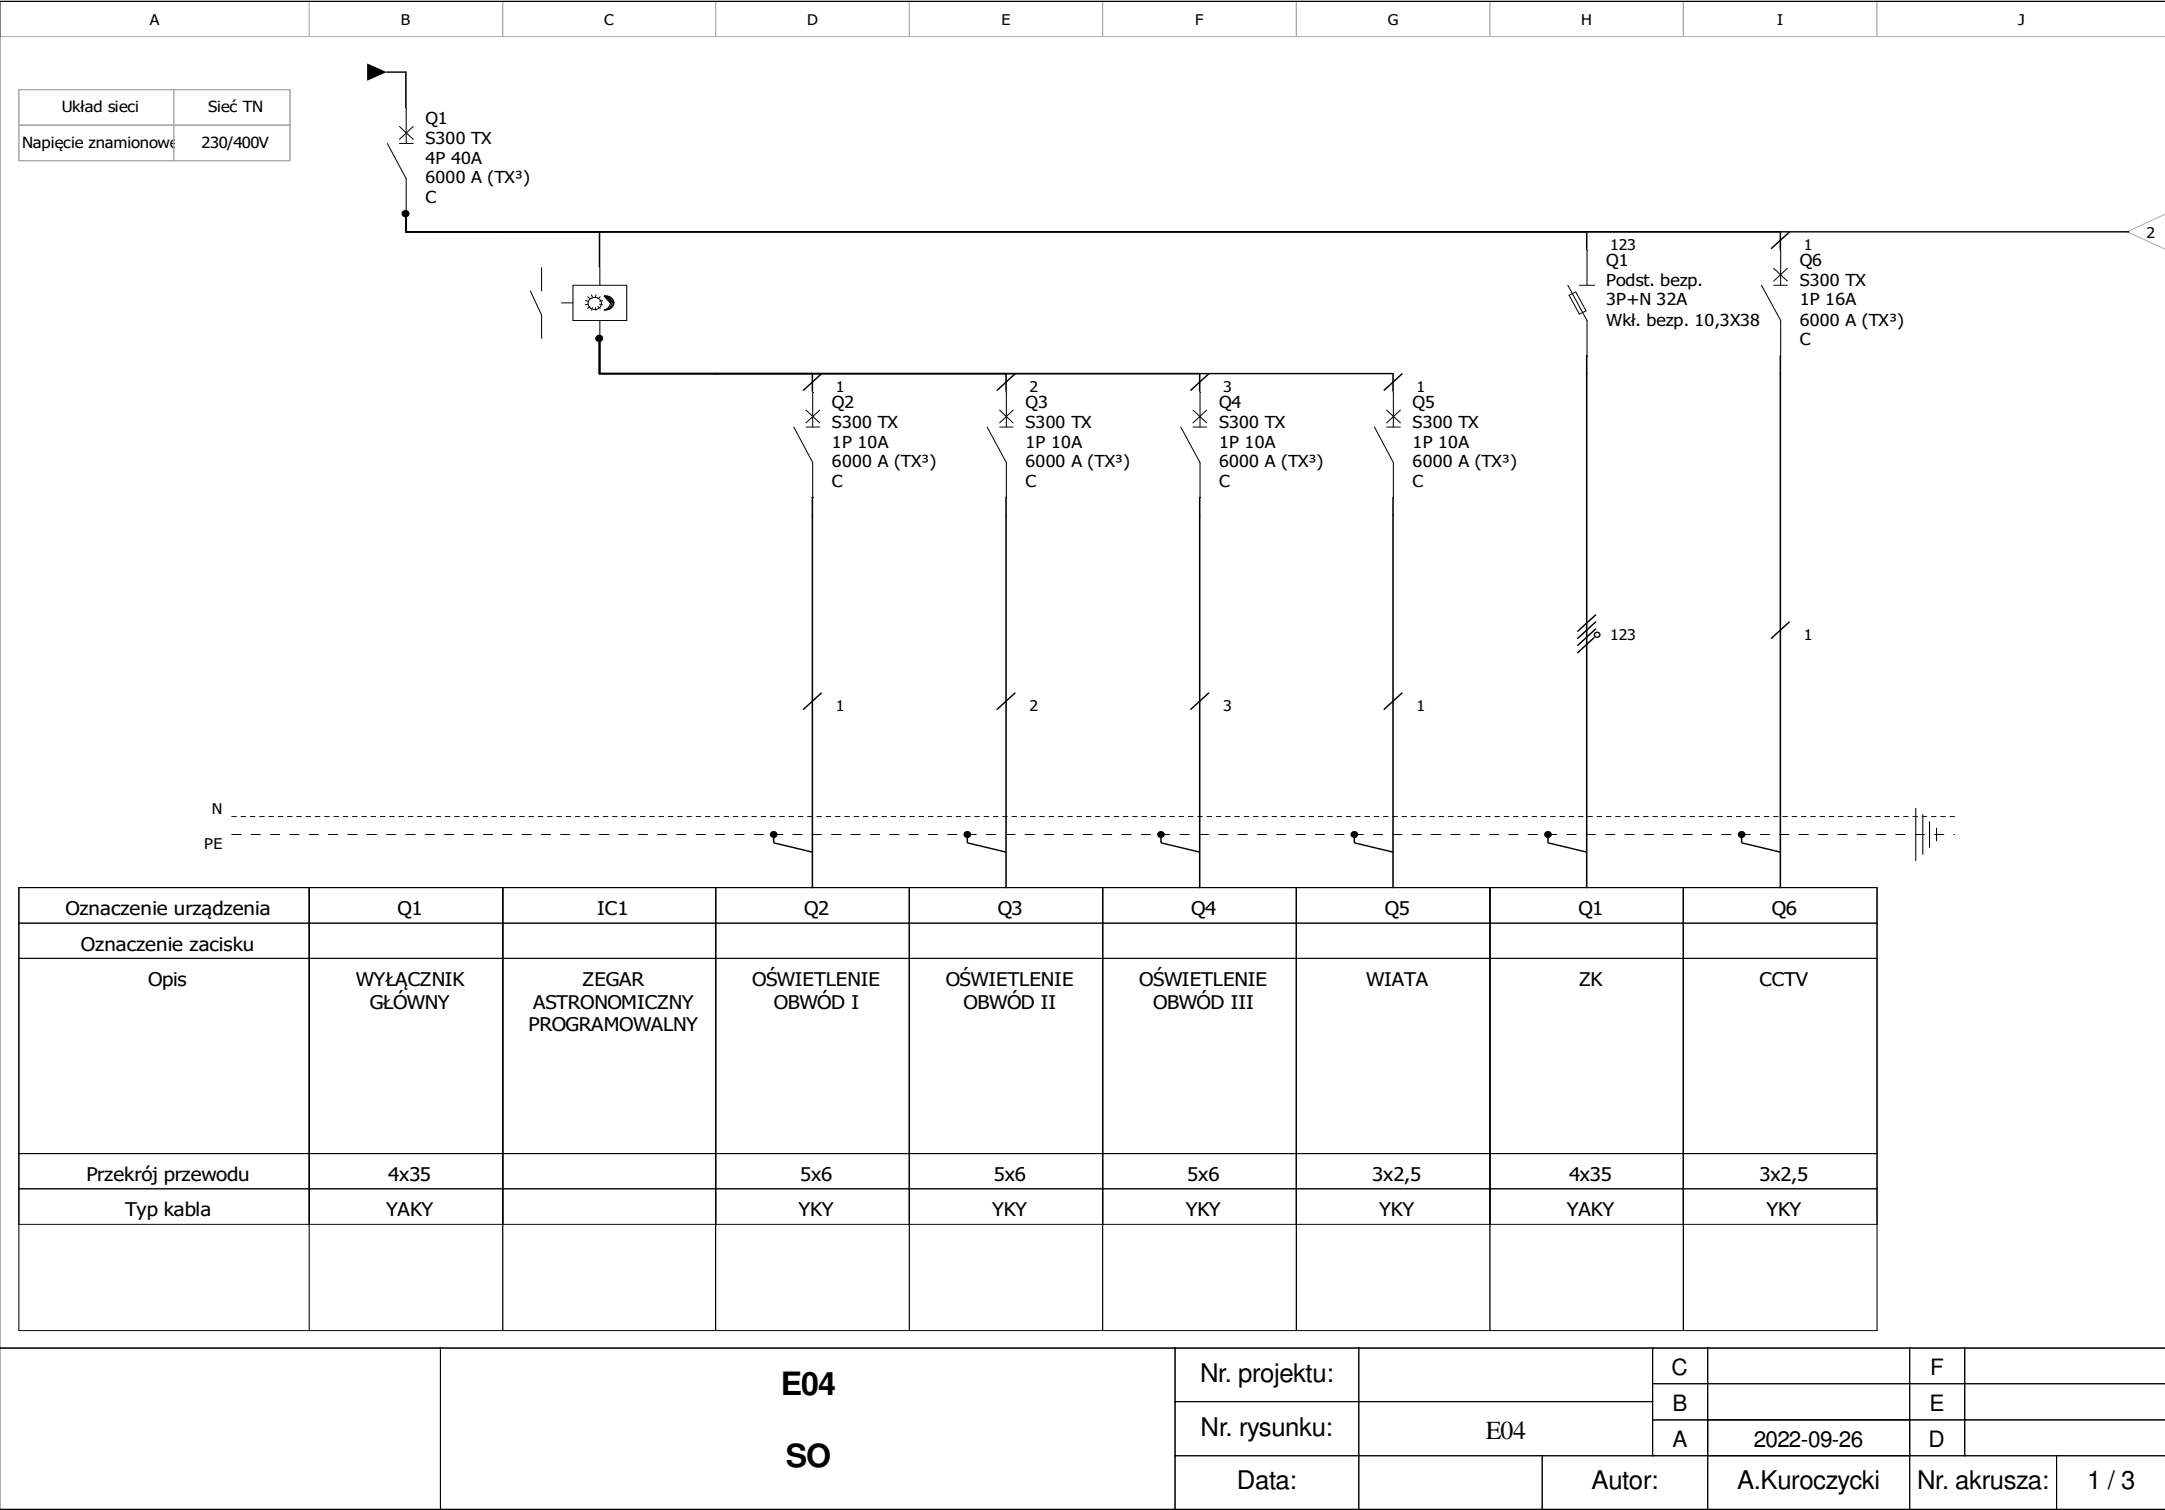 A B C D E F G H I J
Układ sieci Sieć TN
Napięcie znamionowe 230/400V
Q1
S300 TX
4P 40A
6000 A (TX³)
C
2
123
Q1
Podst. bezp.
3P+N 32A
Wkł. bezp. 10,3X38
1
Q6
S300 TX
1P 16A
6000 A (TX³)
C
1
Q2
S300 TX
1P 10A
6000 A (TX³)
C
2
Q3
S300 TX
1P 10A
6000 A (TX³)
C
3
Q4
S300 TX
1P 10A
6000 A (TX³)
C
1
Q5
S300 TX
1P 10A
6000 A (TX³)
C
123 1
1 2 3 1
N
PE
Oznaczenie urządzenia Q1 IC1 Q2 Q3 Q4 Q5 Q1 Q6
Oznaczenie zacisku
Opis
WYŁĄCZNIK
GŁÓWNY
ZEGAR
ASTRONOMICZNY
PROGRAMOWALNY
OŚWIETLENIE
OBWÓD I
OŚWIETLENIE
OBWÓD II
OŚWIETLENIE
OBWÓD III
WIATA
ZK
CCTV
Przekrój przewodu 4x35 5x6 5x6 5x6 3x2,5 4x35 3x2,5
Typ kabla YAKY YKY YKY YKY YKY YAKY YKY
E04
SO
Nr. projektu:
Nr. rysunku: E04
C F
B E
A 2022-09-26 D
Data: Autor: A.Kuroczycki Nr. akrusza: 1 / 3